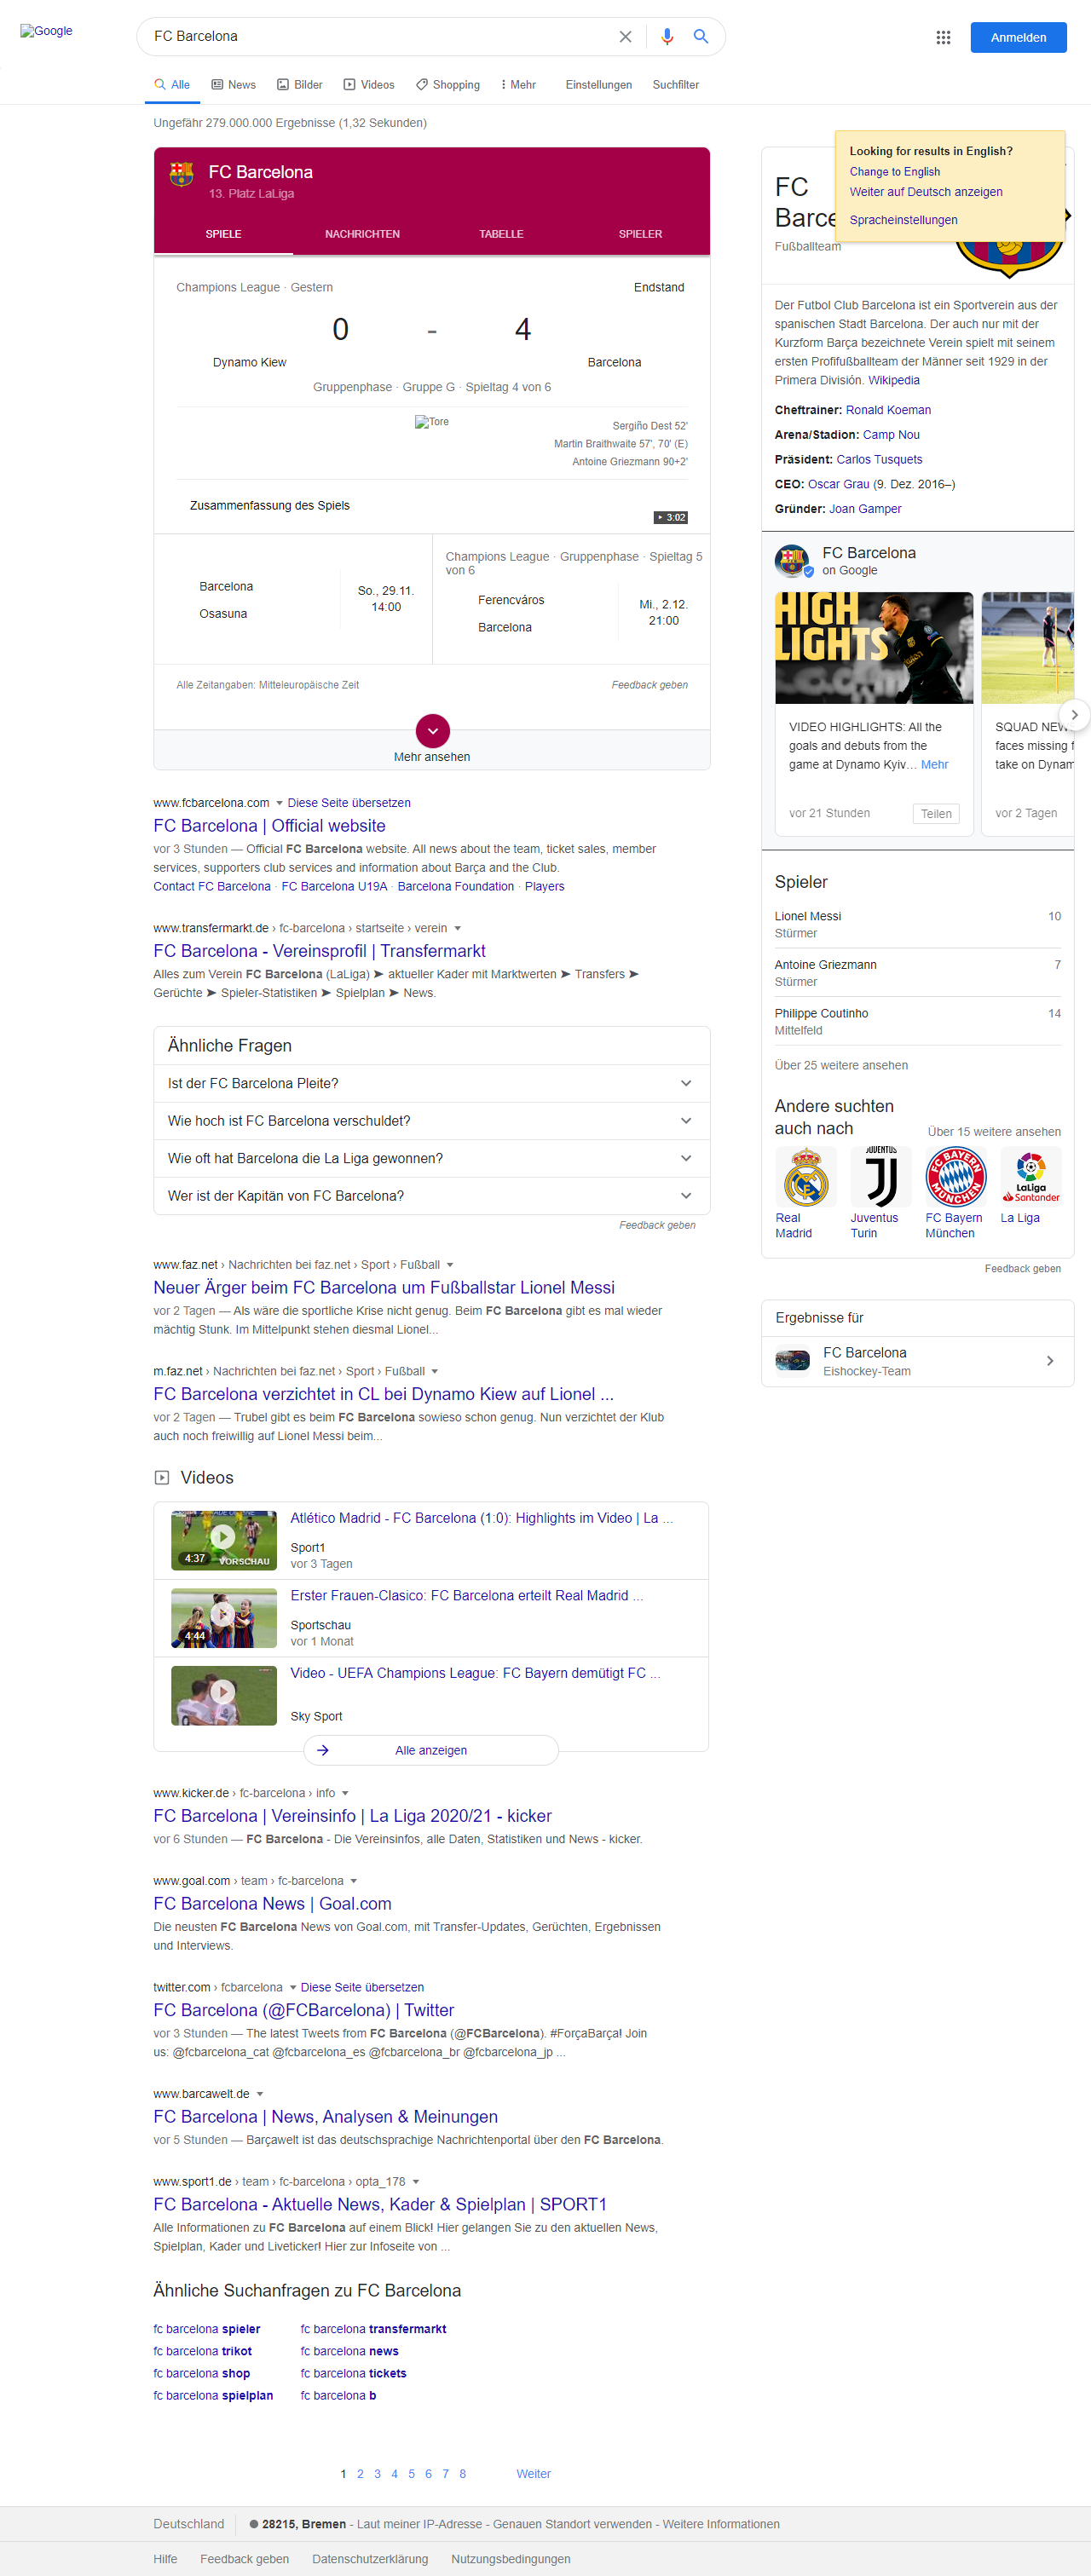 Google
FC Barcelona
Anmelden
Alle
News
Bilder
Videos
Shopping
Mehr
Einstellungen
Suchfilter
Ungefähr 279.000.000 Ergebnisse (1,32 Sekunden)
FC Barcelona
13. Platz LaLiga
SPIELE
NACHRICHTEN
TABELLE
SPIELER
Champions League · Gestern
Endstand
0 - 4
Dynamo Kiew
Barcelona
Gruppenphase · Gruppe G · Spieltag 4 von 6
Tore
Sergiño Dest 52'
Martin Braithwaite 57', 70' (E)
Antoine Griezmann 90+2'
Zusammenfassung des Spiels
3:02
Barcelona
Osasuna
So., 29.11.
14:00
Champions League · Gruppenphase · Spieltag 5
von 6
Ferencváros
Barcelona
Mi., 2.12.
21:00
Alle Zeitangaben: Mitteleuropäische Zeit
Feedback geben
Mehr ansehen
www.fcbarcelona.com Diese Seite übersetzen
FC Barcelona | Official website
vor 3 Stunden — Official FC Barcelona website. All news about the team, ticket sales, member
services, supporters club services and information about Barça and the Club.
Contact FC Barcelona · FC Barcelona U19A · Barcelona Foundation · Players
www.transfermarkt.de › fc-barcelona › startseite › verein
FC Barcelona - Vereinsprofil | Transfermarkt
Alles zum Verein FC Barcelona (LaLiga) ➤ aktueller Kader mit Marktwerten ➤ Transfers ➤
Gerüchte ➤ Spieler-Statistiken ➤ Spielplan ➤ News.
Ähnliche Fragen
Ist der FC Barcelona Pleite?
Wie hoch ist FC Barcelona verschuldet?
Wie oft hat Barcelona die La Liga gewonnen?
Wer ist der Kapitän von FC Barcelona?
Feedback geben
www.faz.net › Nachrichten bei faz.net › Sport › Fußball
Neuer Ärger beim FC Barcelona um Fußballstar Lionel Messi
vor 2 Tagen — Als wäre die sportliche Krise nicht genug. Beim FC Barcelona gibt es mal wieder
mächtig Stunk. Im Mittelpunkt stehen diesmal Lionel...
m.faz.net › Nachrichten bei faz.net › Sport › Fußball
FC Barcelona verzichtet in CL bei Dynamo Kiew auf Lionel ...
vor 2 Tagen — Trubel gibt es beim FC Barcelona sowieso schon genug. Nun verzichtet der Klub
auch noch freiwillig auf Lionel Messi beim...
Videos
4:37
VORSCHAU
Atlético Madrid - FC Barcelona (1:0): Highlights im Video | La ...
Sport1
vor 3 Tagen
4:44
Erster Frauen-Clasico: FC Barcelona erteilt Real Madrid ...
Sportschau
vor 1 Monat
Video - UEFA Champions League: FC Bayern demütigt FC ...
Sky Sport
Alle anzeigen
www.kicker.de › fc-barcelona › info
FC Barcelona | Vereinsinfo | La Liga 2020/21 - kicker
vor 6 Stunden — FC Barcelona - Die Vereinsinfos, alle Daten, Statistiken und News - kicker.
www.goal.com › team › fc-barcelona
FC Barcelona News | Goal.com
Die neusten FC Barcelona News von Goal.com, mit Transfer-Updates, Gerüchten, Ergebnissen
und Interviews.
twitter.com › fcbarcelona Diese Seite übersetzen
FC Barcelona (@FCBarcelona) | Twitter
vor 3 Stunden — The latest Tweets from FC Barcelona (@FCBarcelona). #ForçaBarça! Join
us: @fcbarcelona_cat @fcbarcelona_es @fcbarcelona_br @fcbarcelona_jp ...
www.barcawelt.de
FC Barcelona | News, Analysen & Meinungen
vor 5 Stunden — Barçawelt ist das deutschsprachige Nachrichtenportal über den FC Barcelona.
www.sport1.de › team › fc-barcelona › opta_178
FC Barcelona - Aktuelle News, Kader & Spielplan | SPORT1
Alle Informationen zu FC Barcelona auf einem Blick! Hier gelangen Sie zu den aktuellen News,
Spielplan, Kader und Liveticker! Hier zur Infoseite von ...
Ähnliche Suchanfragen zu FC Barcelona
fc barcelona spieler
fc barcelona trikot
fc barcelona shop
fc barcelona spielplan
fc barcelona transfermarkt
fc barcelona news
fc barcelona tickets
fc barcelona b
1 2 3 4 5 6 7 8 Weiter
Looking for results in English?
Change to English
Weiter auf Deutsch anzeigen
Spracheinstellungen
FC
Barce
Fußballteam
Der Futbol Club Barcelona ist ein Sportverein aus der
spanischen Stadt Barcelona. Der auch nur mit der
Kurzform Barça bezeichnete Verein spielt mit seinem
ersten Profifußballteam der Männer seit 1929 in der
Primera División. Wikipedia
Cheftrainer: Ronald Koeman
Arena/Stadion: Camp Nou
Präsident: Carlos Tusquets
CEO: Oscar Grau (9. Dez. 2016–)
Gründer: Joan Gamper
FC Barcelona
on Google
HIGH
LIGHTS
VIDEO HIGHLIGHTS: All the
goals and debuts from the
game at Dynamo Kyiv… Mehr
vor 21 Stunden
Teilen
SQUAD NEW
faces missing f
take on Dynam
vor 2 Tagen
Spieler
Lionel Messi 10
Stürmer
Antoine Griezmann 7
Stürmer
Philippe Coutinho 14
Mittelfeld
Über 25 weitere ansehen
Andere suchten
auch nach
Über 15 weitere ansehen
JUVENTUS
FC BAYERN
MÜNCHEN
LaLiga
Santander
Real
Madrid
Juventus
Turin
FC Bayern
München
La Liga
Feedback geben
Ergebnisse für
FC Barcelona
Eishockey-Team
Deutschland
28215, Bremen - Laut meiner IP-Adresse - Genauen Standort verwenden - Weitere Informationen
Hilfe
Feedback geben
Datenschutzerklärung
Nutzungsbedingungen